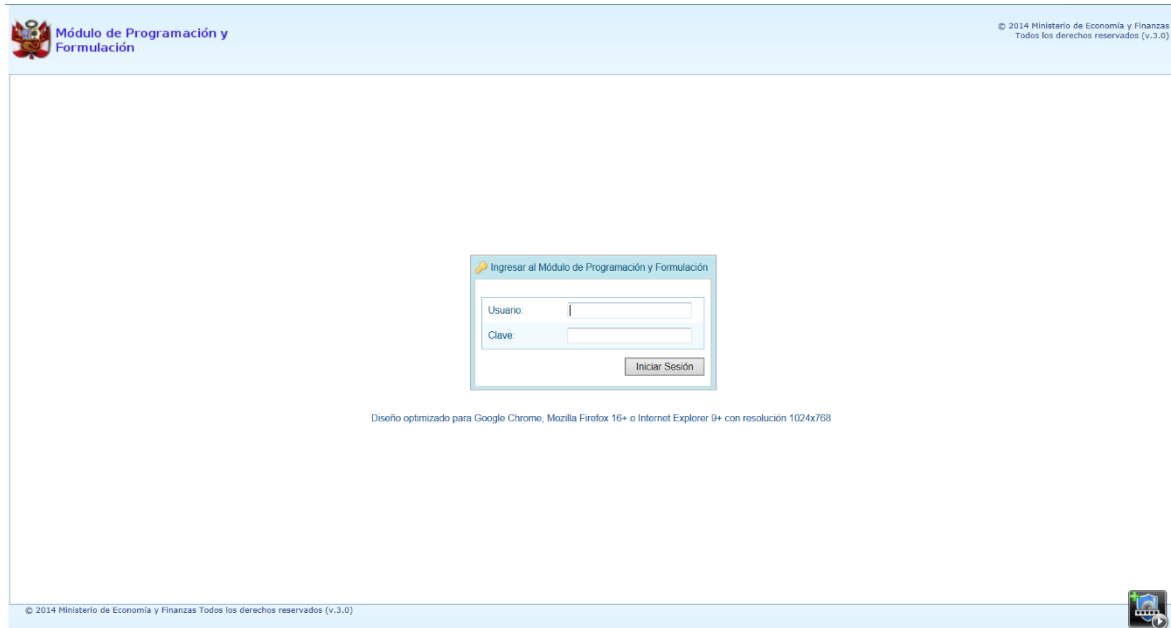 Módulo de Programación y
Formulación
© 2014 Ministerio de Economía y Finanzas
Todos los derechos reservados (v.3.0)
Ingresar al Módulo de Programación y Formulación
Usuario:
Clave:
Iniciar Sesión
Diseño optimizado para Google Chrome, Mozilla Firefox 16+ o Internet Explorer 9+ con resolución 1024x768
© 2014 Ministerio de Economía y Finanzas Todos los derechos reservados (v.3.0)